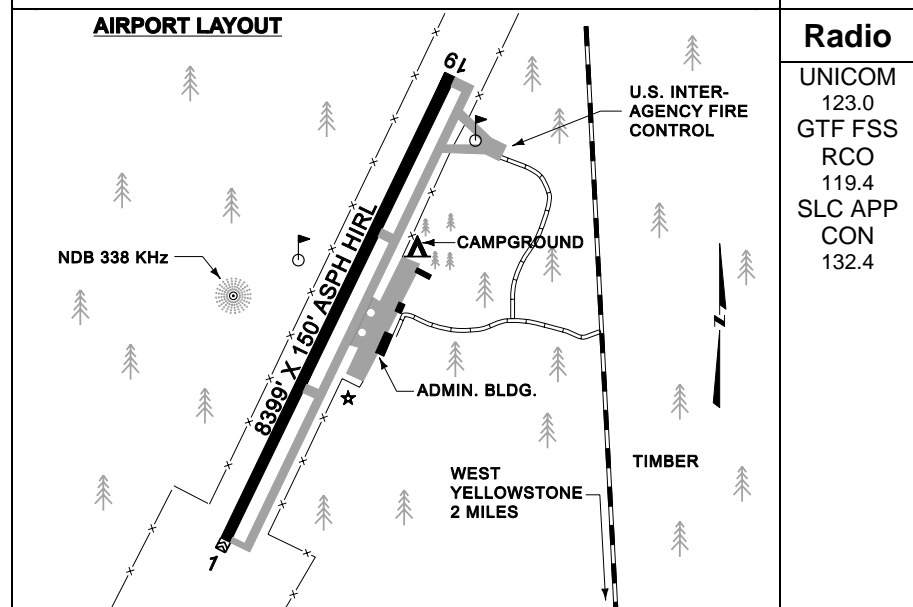 AIRPORT LAYOUT
19
U.S. INTER-
AGENCY FIRE
CONTROL
NDB 338 KHz
CAMPGROUND
8399' X 150' ASPH HIRL
N
ADMIN. BLDG.
WEST
YELLOWSTONE
2 MILES
TIMBER
1
Radio
UNICOM
123.0
GTF FSS
RCO
119.4
SLC APP
CON
132.4